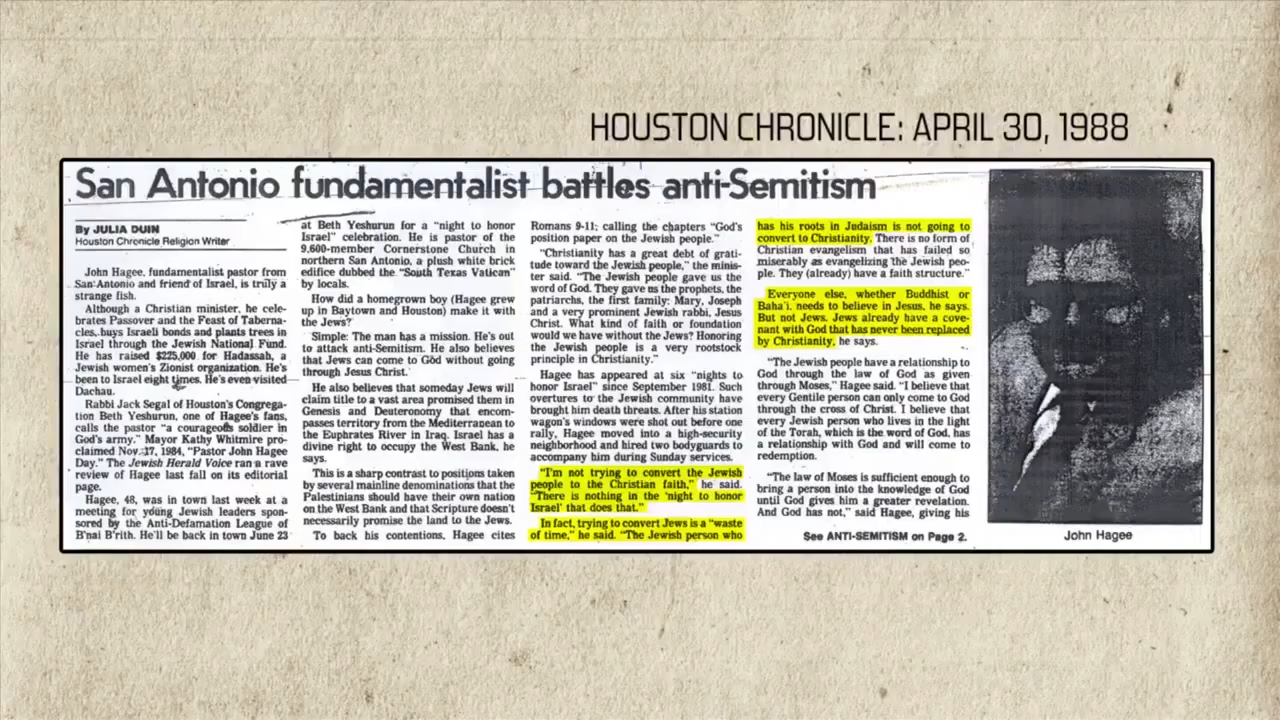 HOUSTON CHRONICLE: APRIL 30, 1988
San Antonio fundamentalist battles anti-Semitism
By JULIA DUIN
Houston Chronicle Religion Writer
John Hagee, fundamentalist pastor from
San Antonio and friend of Israel, is truly a
strange fish.
Although a Christian minister, he cele-
brates Passover and the Feast of Taberna-
cles, buys Israeli bonds and plants trees in
Israel through the Jewish National Fund.
He has raised $225,000 for Hadassah, a
Jewish women's Zionist organization. He's
been to Israel eight times. He's even visited
Dachau.
Rabbi Jack Segal of Houston's Congrega-
tion Beth Yeshurun, one of Hagee's fans,
calls the pastor "a courageous soldier in
God's army." Mayor Kathy Whitmire pro-
claimed Nov. 17, 1984, "Pastor John Hagee
Day." The Jewish Herald Voice ran a rave
review of Hagee last fall on its editorial
page.
Hagee, 48, was in town last week at a
meeting for young Jewish leaders spon-
sored by the Anti-Defamation League of
B'nai B'rith. He'll be back in town June 23
at Beth Yeshurun for a "night to honor
Israel" celebration. He is pastor of the
9,600-member Cornerstone Church in
northern San Antonio, a plush white brick
edifice dubbed the "South Texas Vatican"
by locals.
How did a homegrown boy (Hagee grew
up in Baytown and Houston) make it with
the Jews?
Simple: The man has a mission. He's out
to attack anti-Semitism. He also believes
that Jews can come to God without going
through Jesus Christ.
He also believes that someday Jews will
claim title to a vast area promised them in
Genesis and Deuteronomy that encom-
passes territory from the Mediterranean to
the Euphrates River in Iraq. Israel has a
divine right to occupy the West Bank, he
says.
This is a sharp contrast to positions taken
by several mainline denominations that the
Palestinians should have their own nation
on the West Bank and that Scripture doesn't
necessarily promise the land to the Jews.
To back his contentions, Hagee cites
Romans 9-11; calling the chapters "God's
position paper on the Jewish people."
"Christianity has a great debt of grati-
tude toward the Jewish people," the minis-
ter said. "The Jewish people gave us the
word of God. They gave us the prophets, the
patriarchs, the first family: Mary, Joseph
and a very prominent Jewish rabbi, Jesus
Christ. What kind of faith or foundation
would we have without the Jews? Honoring
the Jewish people is a very rootstock
principle in Christianity."
Hagee has appeared at six "nights to
honor Israel" since September 1981. Such
overtures to the Jewish community have
brought him death threats. After his station
wagon's windows were shot out before one
rally, Hagee moved into a high-security
neighborhood and hired two bodyguards to
accompany him during Sunday services.
"I'm not trying to convert the Jewish
people to the Christian faith," he said.
"There is nothing in the 'night to honor
Israel' that does that."
In fact, trying to convert Jews is a "waste
of time," he said. "The Jewish person who
has his roots in Judaism is not going to
convert to Christianity. There is no form of
Christian evangelism that has failed so
miserably as evangelizing the Jewish peo-
ple. They (already) have a faith structure."
Everyone else, whether Buddhist or
Baha'i, needs to believe in Jesus, he says.
But not Jews. Jews already have a cove-
nant with God that has never been replaced
by Christianity, he says.
"The Jewish people have a relationship to
God through the law of God as given
through Moses," Hagee said. "I believe that
every Gentile person can only come to God
through the cross of Christ. I believe that
every Jewish person who lives in the light
of the Torah, which is the word of God, has
a relationship with God and will come to
redemption.
"The law of Moses is sufficient enough to
bring a person into the knowledge of God
until God gives him a greater revelation.
And God has not," said Hagee, giving his
See ANTI-SEMITISM on Page 2.
John Hagee